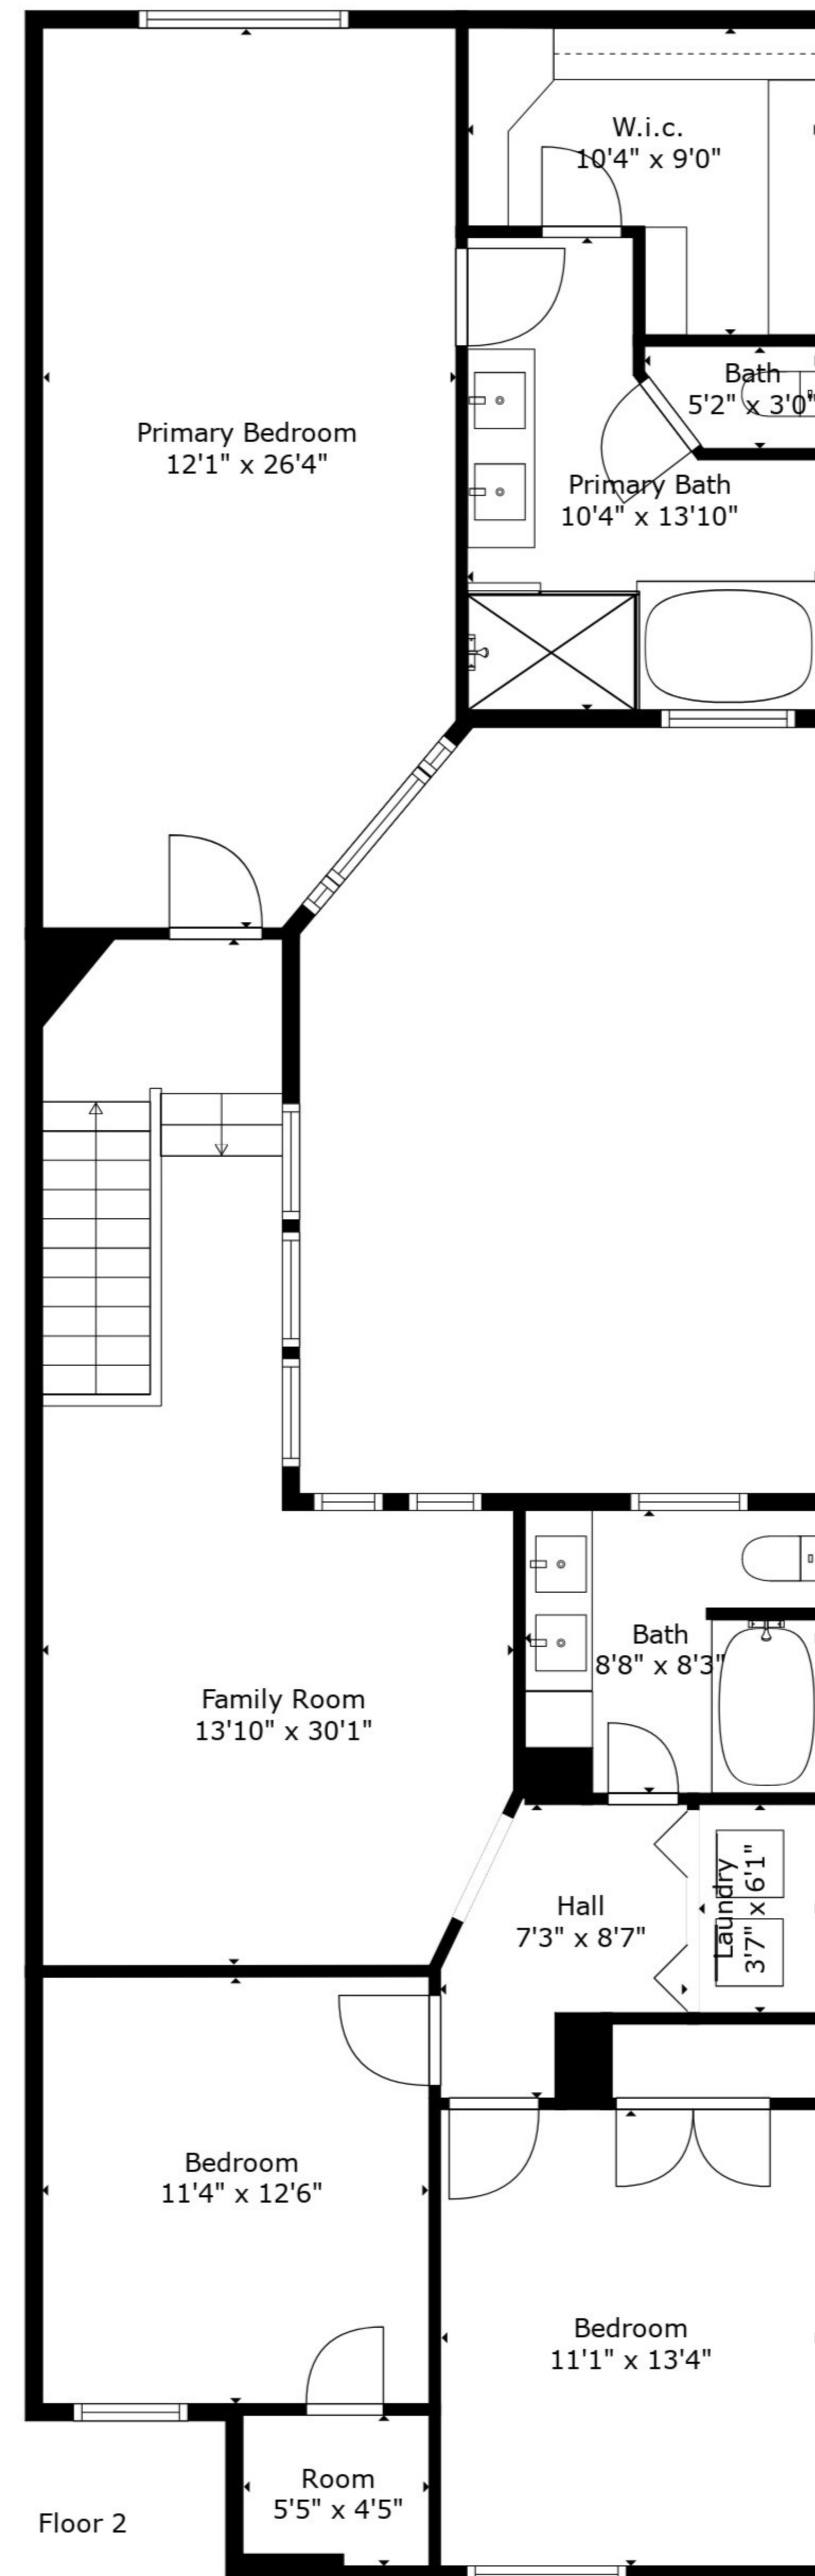 W.i.c.
10'4" x 9'0"
Bath
5'2" x 3'0"
Primary Bedroom
12'1" x 26'4"
Primary Bath
10'4" x 13'10"
Bath
8'8" x 8'3"
Family Room
13'10" x 30'1"
Laundry
3'7" x 6'1"
Hall
7'3" x 8'7"
Bedroom
11'4" x 12'6"
Bedroom
11'1" x 13'4"
Room
5'5" x 4'5"
Floor 2